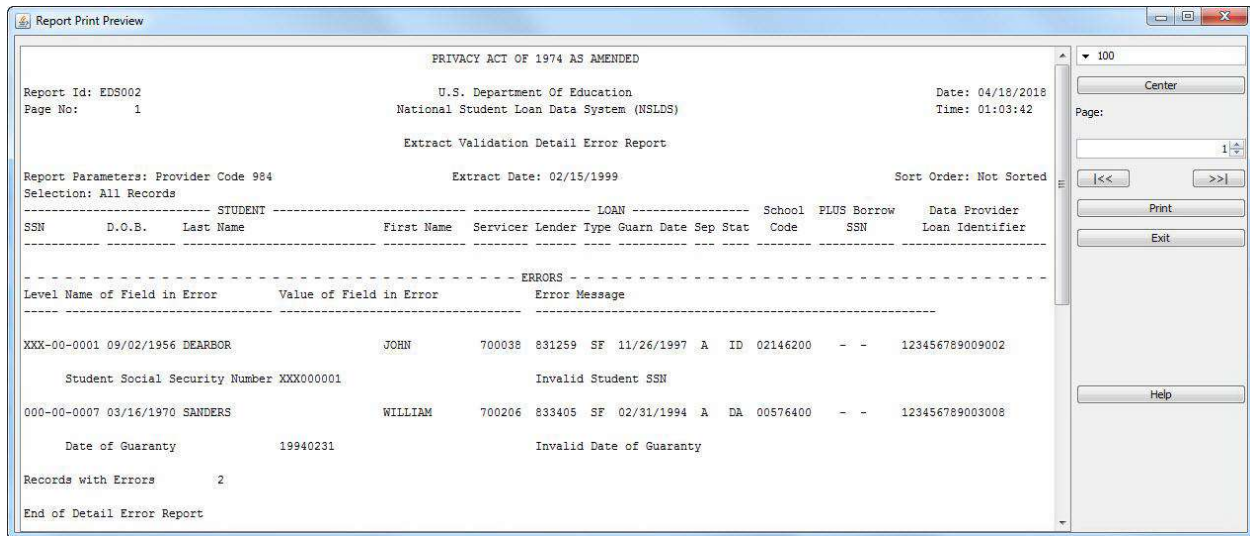 Report Print Preview
PRIVACY ACT OF 1974 AS AMENDED
Report Id: EDS002 U.S. Department Of Education Date: 04/18/2018
Page No: 1 National Student Loan Data System (NSLDS) Time: 01:03:42
Extract Validation Detail Error Report
Report Parameters: Provider Code 984 Extract Date: 02/15/1999 Sort Order: Not Sorted
Selection: All Records
STUDENT LOAN School PLUS Borrow Data Provider
SSN D.O.B. Last Name First Name Servicer Lender Type Guarn Date Sep Stat Code SSN Loan Identifier
ERRORS
Level Name of Field in Error Value of Field in Error Error Message
XXX-00-0001 09/02/1956 DEARBOR JOHN 700038 831259 SF 11/26/1997 A ID 02146200 - - 123456789009002
Student Social Security Number XXX000001 Invalid Student SSN
000-00-0007 03/16/1970 SANDERS WILLIAM 700206 833405 SF 02/31/1994 A DA 00576400 - - 123456789003008
Date of Guaranty 19940231 Invalid Date of Guaranty
Records with Errors 2
End of Detail Error Report
100
Center
Page:
1
|<< >>|
Print
Exit
Help